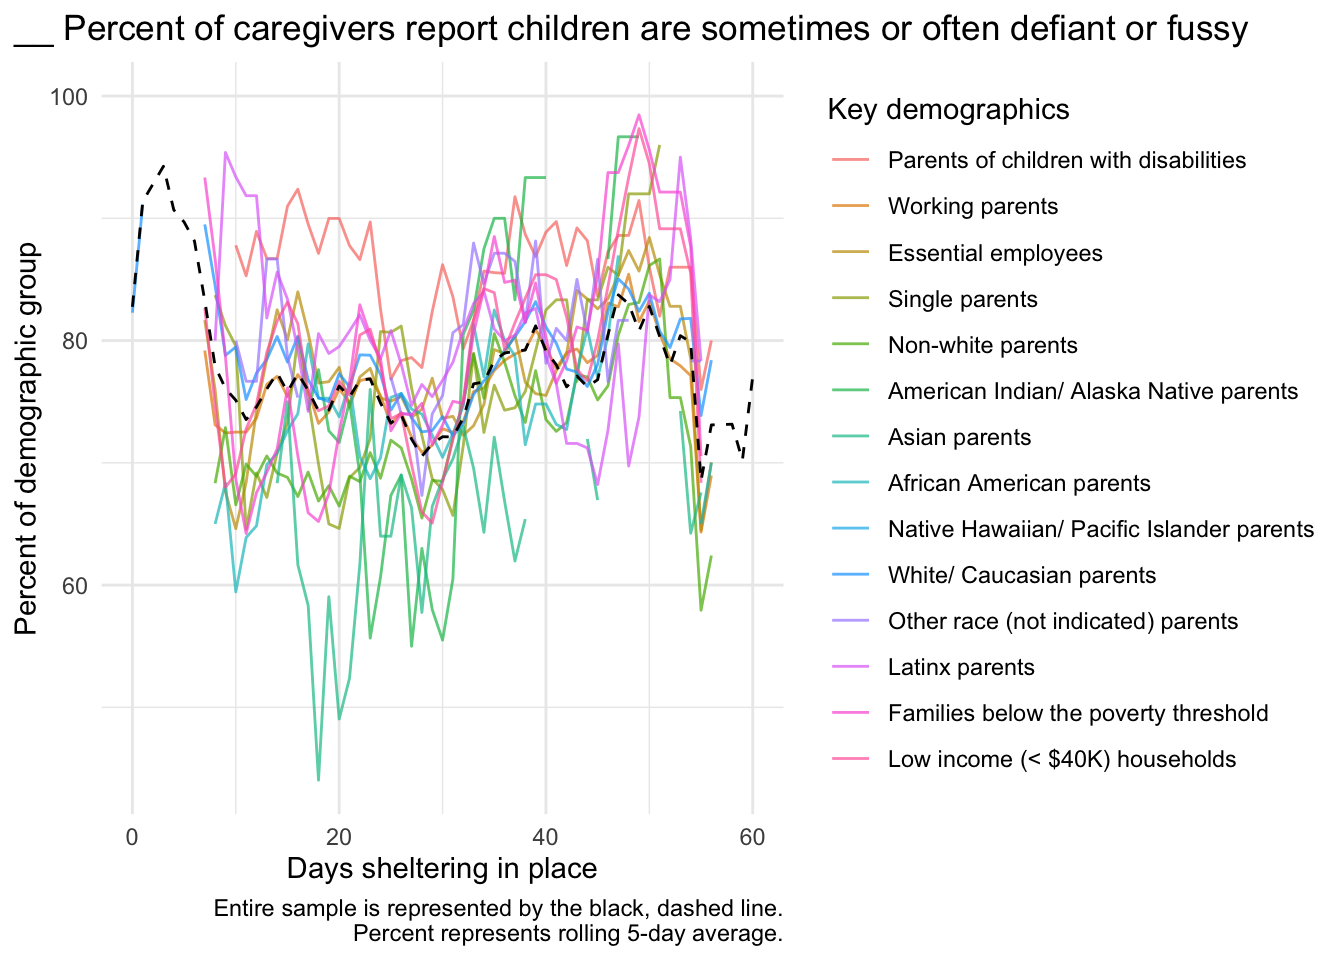 __ Percent of caregivers report children are sometimes or often defiant or fussy
Percent of demographic group
100
80
60
0
20
40
60
Days sheltering in place
Entire sample is represented by the black, dashed line.
Percent represents rolling 5-day average.
Key demographics
Parents of children with disabilities
Working parents
Essential employees
Single parents
Non-white parents
American Indian/ Alaska Native parents
Asian parents
African American parents
Native Hawaiian/ Pacific Islander parents
White/ Caucasian parents
Other race (not indicated) parents
Latinx parents
Families below the poverty threshold
Low income (< $40K) households